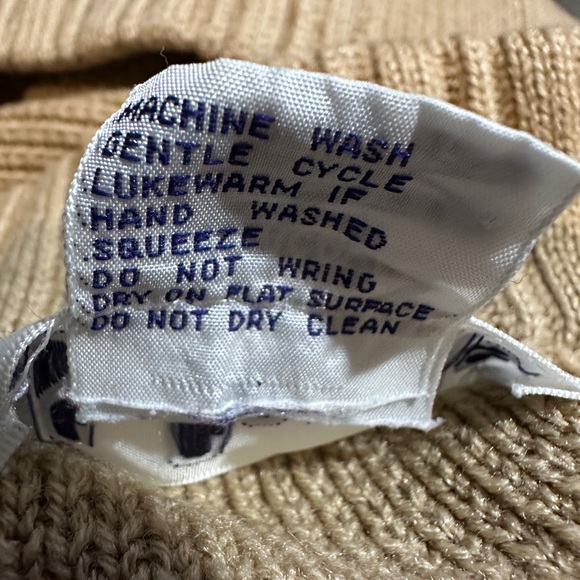 MACHINE WASH
GENTLE CYCLE
LUKEWARM IF
HAND WASHED
SQUEEZE
DO NOT WRING
DRY ON FLAT SURFACE
DO NOT DRY CLEAN